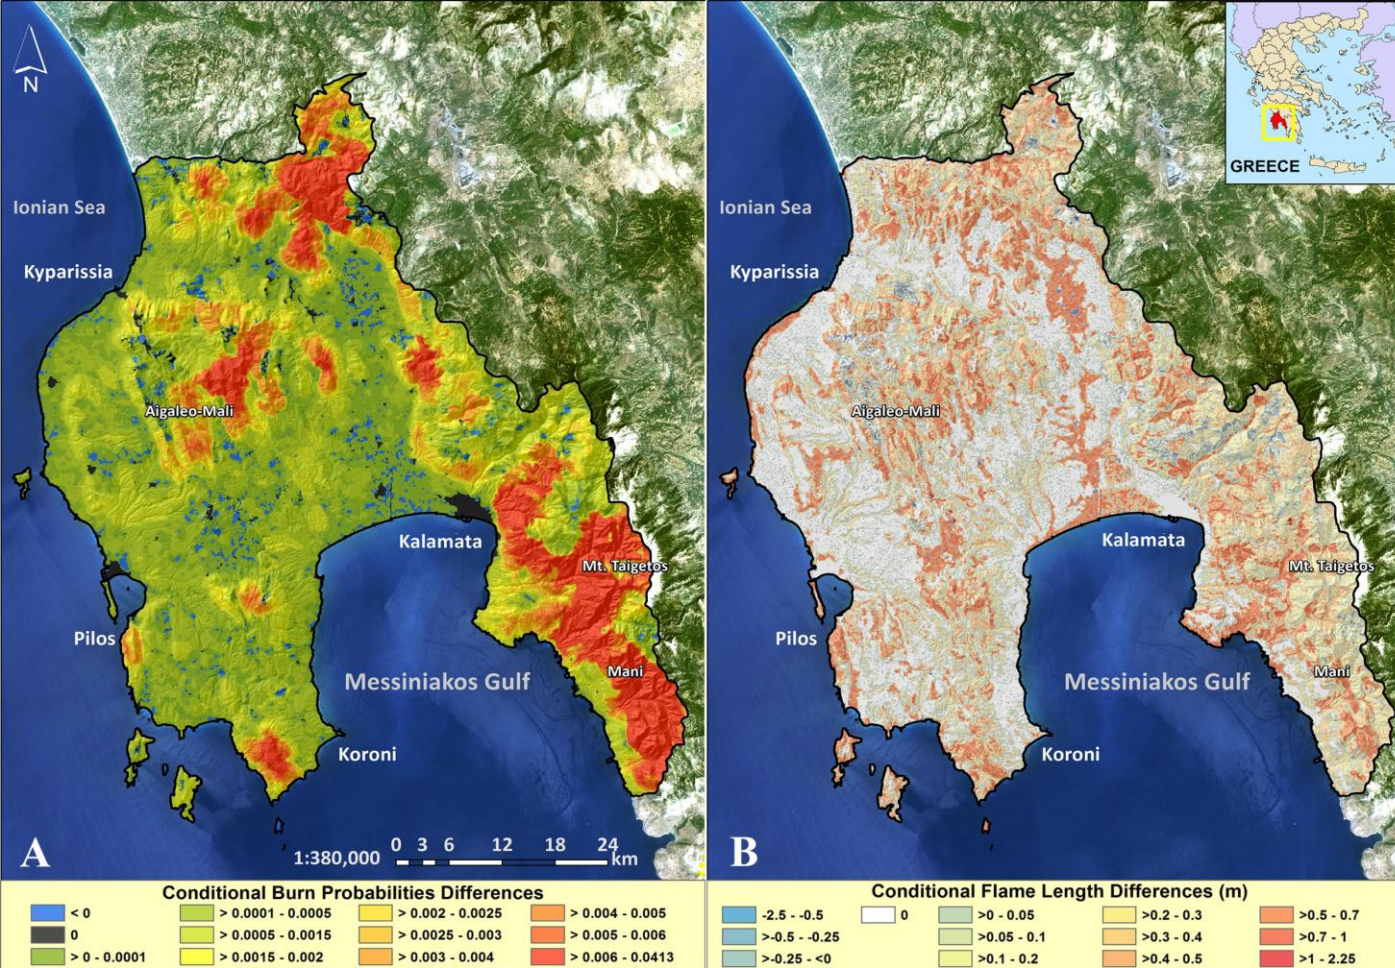 N
Ionian Sea
Kyparissia
Aigaleo-Mali
Kalamata
Mt. Taigetos
Pilos
Mani
Messiniakos Gulf
Koroni
A
1:380,000
0 3 6 12 18 24 km
Conditional Burn Probabilities Differences
< 0
> 0.0001 - 0.0005
> 0.002 - 0.0025
> 0.004 - 0.005
0
> 0.0005 - 0.0015
> 0.0025 - 0.003
> 0.005 - 0.006
> 0 - 0.0001
> 0.0015 - 0.002
> 0.003 - 0.004
> 0.006 - 0.0413
GREECE
Ionian Sea
Kyparissia
Aigaleo-Mali
Kalamata
Mt. Taigetos
Pilos
Mani
Messiniakos Gulf
Koroni
B
Conditional Flame Length Differences (m)
-2.5 - -0.5
0
>0 - 0.05
>0.2 - 0.3
>0.5 - 0.7
>-0.5 - -0.25
>0.05 - 0.1
>0.3 - 0.4
>0.7 - 1
>-0.25 - <0
>0.1 - 0.2
>0.4 - 0.5
>1 - 2.25